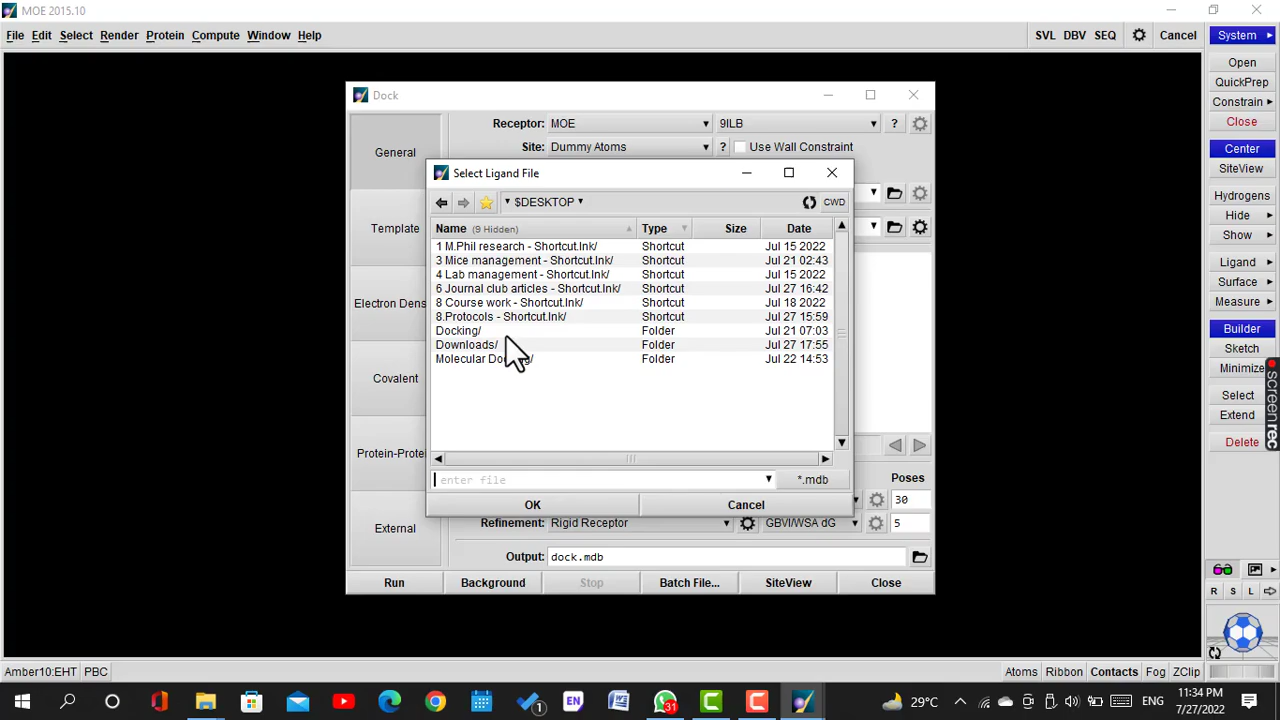 MOE 2015.10
File Edit Select Render Protein Compute Window Help SVL DBV SEQ Cancel System
Open
QuickPrep
Constrain
Close
Center
SiteView
Hydrogens
Hide
Show
Ligand
Surface
Measure
Builder
Sketch
Minimize
Select
Extend
Delete
screenrec
R S L
Dock
General
Template
Electron Dens
Covalent
Protein-Protei
External
Receptor: MOE 9ILB ?
Site: Dummy Atoms ? Use Wall Constraint
Select Ligand File
$DESKTOP CWD
Name (9 Hidden) Type Size Date
1 M.Phil research - Shortcut.lnk/ Shortcut Jul 15 2022
3 Mice management - Shortcut.lnk/ Shortcut Jul 21 02:43
4 Lab management - Shortcut.lnk/ Shortcut Jul 15 2022
6 Journal club articles - Shortcut.lnk/ Shortcut Jul 27 16:42
8 Course work - Shortcut.lnk/ Shortcut Jul 18 2022
8.Protocols - Shortcut.lnk/ Shortcut Jul 27 15:59
Docking/ Folder Jul 21 07:03
Downloads/ Folder Jul 27 17:55
Molecular Do g/ Folder Jul 22 14:53
enter file *.mdb
OK Cancel
Poses
30
Refinement: Rigid Receptor GBVI/WSA dG 5
Output: dock.mdb
Run Background Stop Batch File... SiteView Close
Amber10:EHT PBC Atoms Ribbon Contacts Fog ZClip
1 EN 31 29°C ENG 11:34 PM
7/27/2022